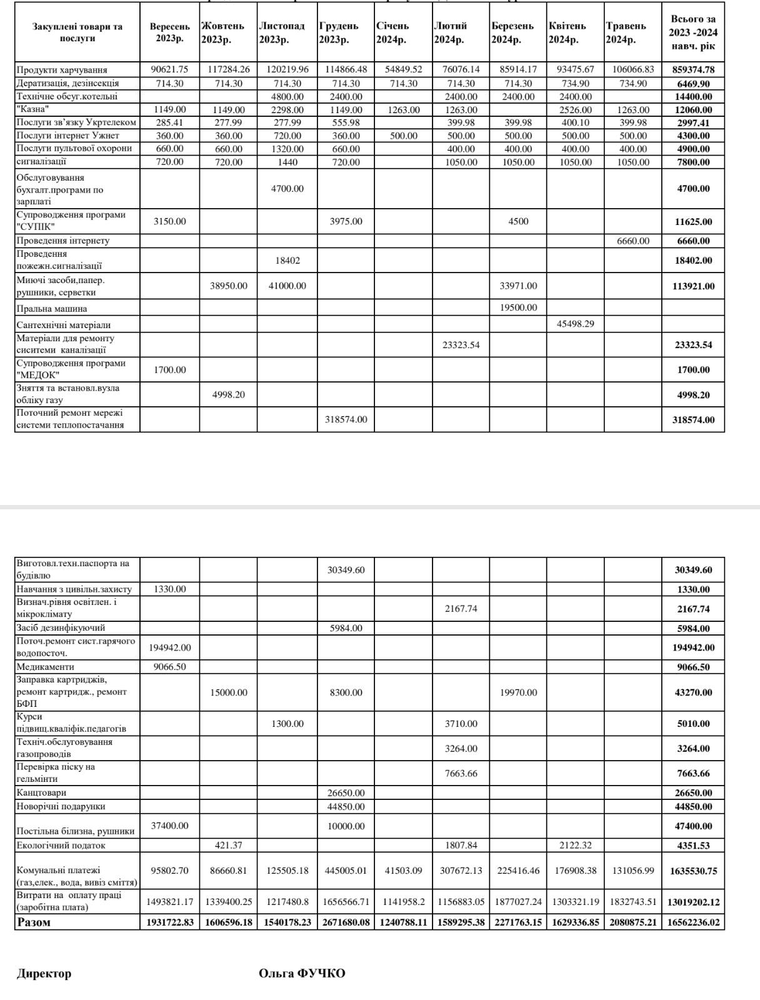 Закуплені товари та послуги Вересень 2023р. Жовтень 2023р. Листопад 2023р. Грудень 2023р. Січень 2024р. Лютий 2024р. Березень 2024р. Квітень 2024р. Травень 2024р. Всього за 2023 -2024 навч. рік
Продукти харчування 90621.75 117284.26 120219.96 114866.48 54849.52 76076.14 85914.17 93475.67 106066.83 859374.78
Дератизація, дезінсекція 714.30 714.30 714.30 714.30 714.30 714.30 714.30 734.90 734.90 6469.90
Технічне обсуг.котельні 4800.00 2400.00 2400.00 2400.00 2400.00 14400.00
"Казна" 1149.00 1149.00 2298.00 1149.00 1263.00 1263.00 2526.00 1263.00 12060.00
Послуги зв’язку Укртелеком 285.41 277.99 277.99 555.98 399.98 399.98 400.10 399.98 2997.41
Послуги інтернет Ужнет 360.00 360.00 720.00 360.00 500.00 500.00 500.00 500.00 500.00 4300.00
Послуги пультової охорони 660.00 660.00 1320.00 660.00 400.00 400.00 400.00 400.00 4900.00
сигналізації 720.00 720.00 1440 720.00 1050.00 1050.00 1050.00 1050.00 7800.00
Обслуговування
бухгалт.програми по 4700.00 4700.00
зарплаті
Супроводження програми
"СУПІК" 3150.00 3975.00 4500 11625.00
Проведення інтернету 6660.00 6660.00
Проведення
пожежн.сигналізації 18402 18402.00
Миючі засоби,папер.
рушники, серветки 38950.00 41000.00 33971.00 113921.00
Пральна машина 19500.00
Сантехнічні матеріали 45498.29
Матеріали для ремонту
сиситеми каналізації 23323.54 23323.54
Супроводження програми
"МЕДОК" 1700.00 1700.00
Зняття та встановл.вузла
обліку газу 4998.20 4998.20
Поточний ремонт мережі
системи теплопостачання 318574.00 318574.00
Виготовл.техн.паспорта на
будівлю 30349.60 30349.60
Навчання з цивільн.захисту 1330.00 1330.00
Визнач.рівня освітлен. і
мікроклімату 2167.74 2167.74
Засіб дезинфікуючий 5984.00 5984.00
Поточ.ремонт сист.гарячого
водопосточ. 194942.00 194942.00
Медикаменти 9066.50 9066.50
Заправка картриджів,
ремонт картридж., ремонт 15000.00 8300.00 19970.00 43270.00
БФП
Курси
підвищ.кваліфік.педагогів 1300.00 3710.00 5010.00
Техніч.обслуговування
газопроводів 3264.00 3264.00
Перевірка піску на
гельмінти 7663.66 7663.66
Канцтовари 26650.00 26650.00
Новорічні подарунки 44850.00 44850.00
Постільна білизна, рушники 37400.00 10000.00 47400.00
Екологічний податок 421.37 1807.84 2122.32 4351.53
Комунальні платежі 95802.70 86660.81 125505.18 445005.01 41503.09 307672.13 225416.46 176908.38 131056.99 1635530.75
(газ,елек., вода, вивіз сміття)
Витрати на оплату праці
(заробітна плата) 1493821.17 1339400.25 1217480.8 1656566.71 1141958.2 1156883.05 1877027.24 1303321.19 1832743.51 13019202.12
Разом 1931722.83 1606596.18 1540178.23 2671680.08 1240788.11 1589295.38 2271763.15 1629336.85 2080875.21 16562236.02
Директор Ольга ФУЧКО